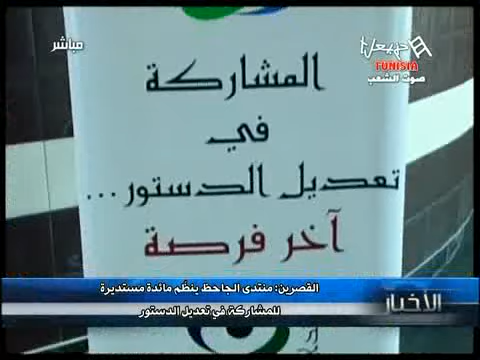 مباشر
TUNISIA
صوت الشعب
المشاركة
في
تعديل الدستور ...
آخر فرصة
القصرين: منتدى الجاحظ ينظّم مائدة مستديرة
للمشاركة في تعديل الدستور
الأخبار